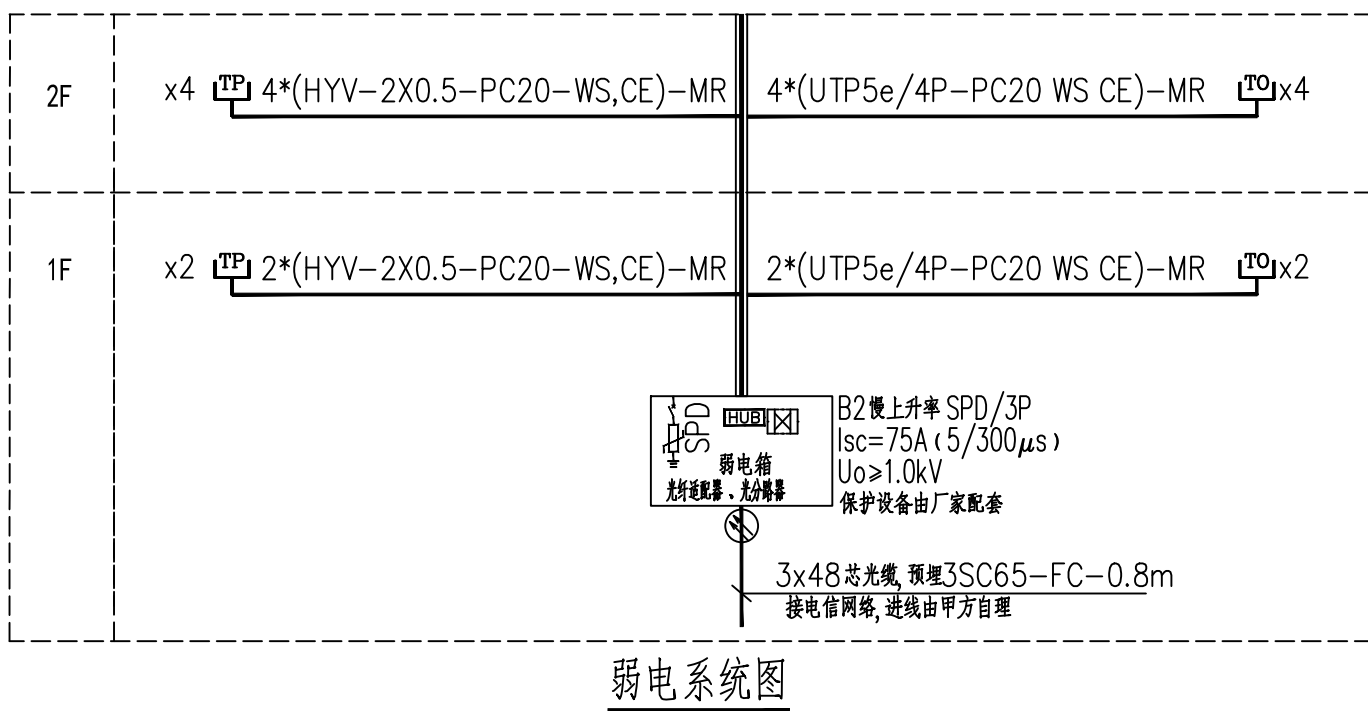 2F
x4 TP 4*(HYV-2X0.5-PC20-WS,CE)-MR 4*(UTP5e/4P-PC20 WS CE)-MR TO x4
1F
x2 TP 2*(HYV-2X0.5-PC20-WS,CE)-MR 2*(UTP5e/4P-PC20 WS CE)-MR TO x2
SPD
HUB
弱电箱
光纤适配器、光分路器
B2慢上升率 SPD/3P
Isc=75A(5/300μs)
Uo≥1.0kV
保护设备由厂家配套
3x48芯光缆,预埋3SC65-FC-0.8m
接电信网络,进线由甲方自理
弱电系统图